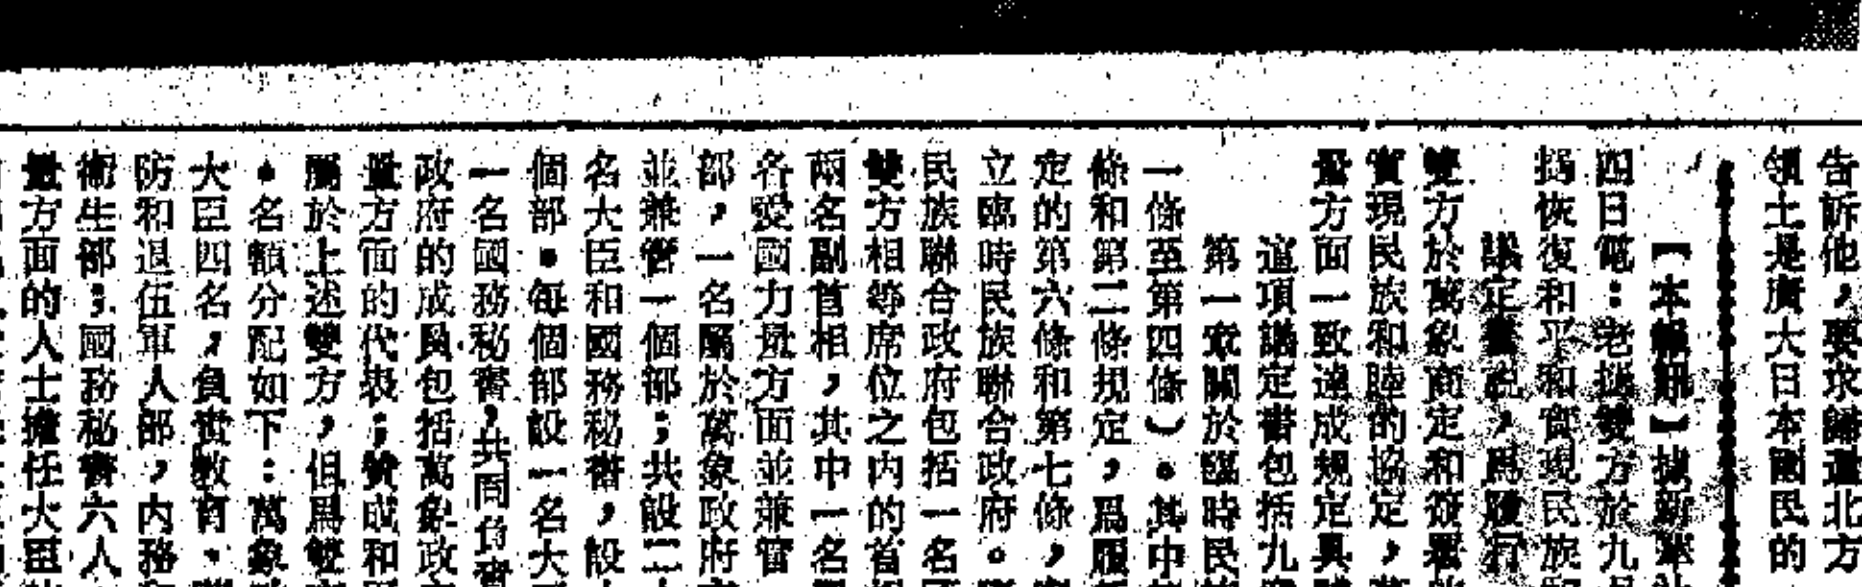 告訴他，要求歸還北方
領土是廣大日本國民的
【本報訊】據新華社
四日電：老撾雙方於九月
撾恢復和平和實現民族和
議定書說，爲履行
雙方於萬象商定和簽署
實現民族和睦的協定，萬
量方面一致達成規定具體
這項議定書包括九
第一章關於臨時民族
一條至第四條）。其中
條和第二條規定，爲履
定的第六條和第七條，
立臨時民族聯合政府。
民族聯合政府包括一名
雙方相等席位之內的首
兩名副首相，其中一名
名愛國力量方面並兼管
部，一名屬於萬象政府
並兼管一個部；共設二
名大臣和國務秘書，設
個部。每個部設一名大
一名國務秘書，共同負責
政府的成員包括萬象政
量方面的代表；贊成和
屬於上述雙方，但爲雙
。名額分配如下：萬象
大臣四名，負責教育、
防和退伍軍人部，內務
衛生部；國務秘書六人
量方面的人士擔任大臣